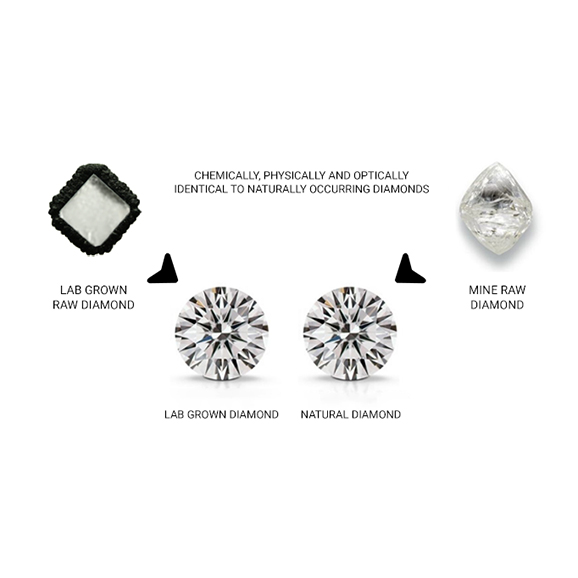 CHEMICALLY, PHYSICALLY AND OPTICALLY
IDENTICAL TO NATURALLY OCCURRING DIAMONDS
LAB GROWN
RAW DIAMOND
MINE RAW
DIAMOND
LAB GROWN DIAMOND
NATURAL DIAMOND